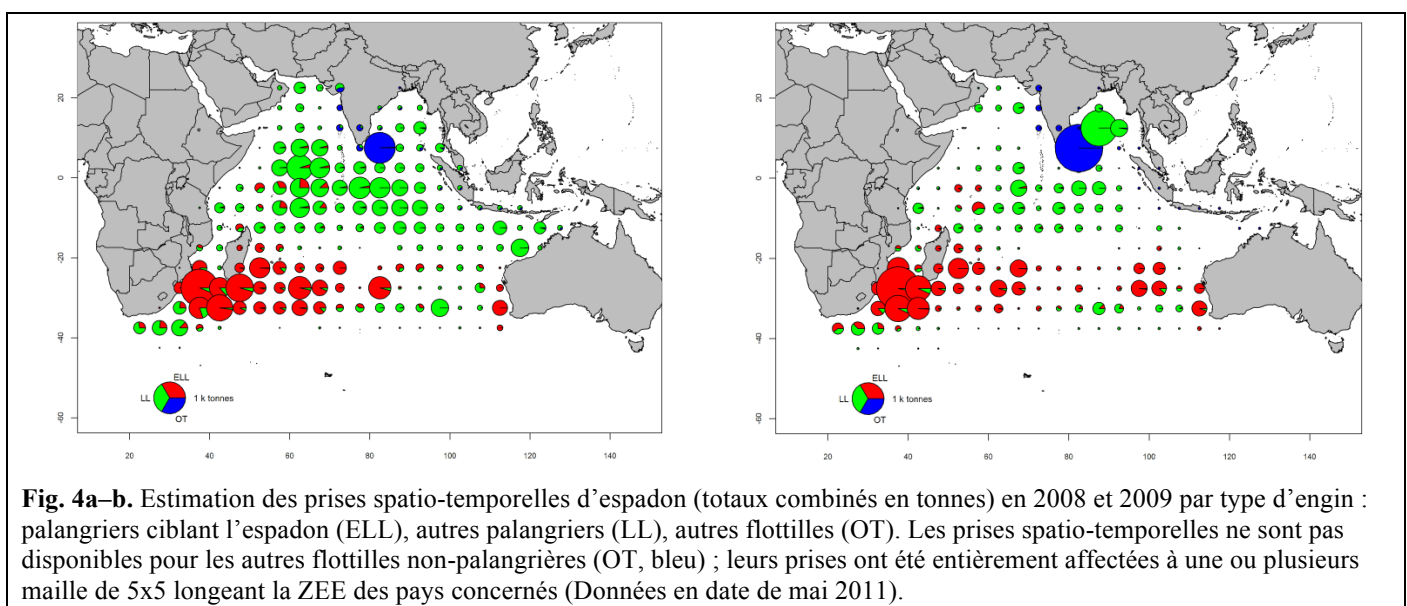 20
0
-20
-40
-60
ELL
LL
1 k tonnes
OT
20 40 60 80 100 120 140
20
0
-20
-40
-60
ELL
LL
1 k tonnes
OT
20 40 60 80 100 120 140
Fig. 4a–b. Estimation des prises spatio-temporelles d’espadon (totaux combinés en tonnes) en 2008 et 2009 par type d’engin :
palangriers ciblant l’espadon (ELL), autres palangriers (LL), autres flottilles (OT). Les prises spatio-temporelles ne sont pas
disponibles pour les autres flottilles non-palangrières (OT, bleu) ; leurs prises ont été entièrement affectées à une ou plusieurs
maille de 5x5 longeant la ZEE des pays concernés (Données en date de mai 2011).